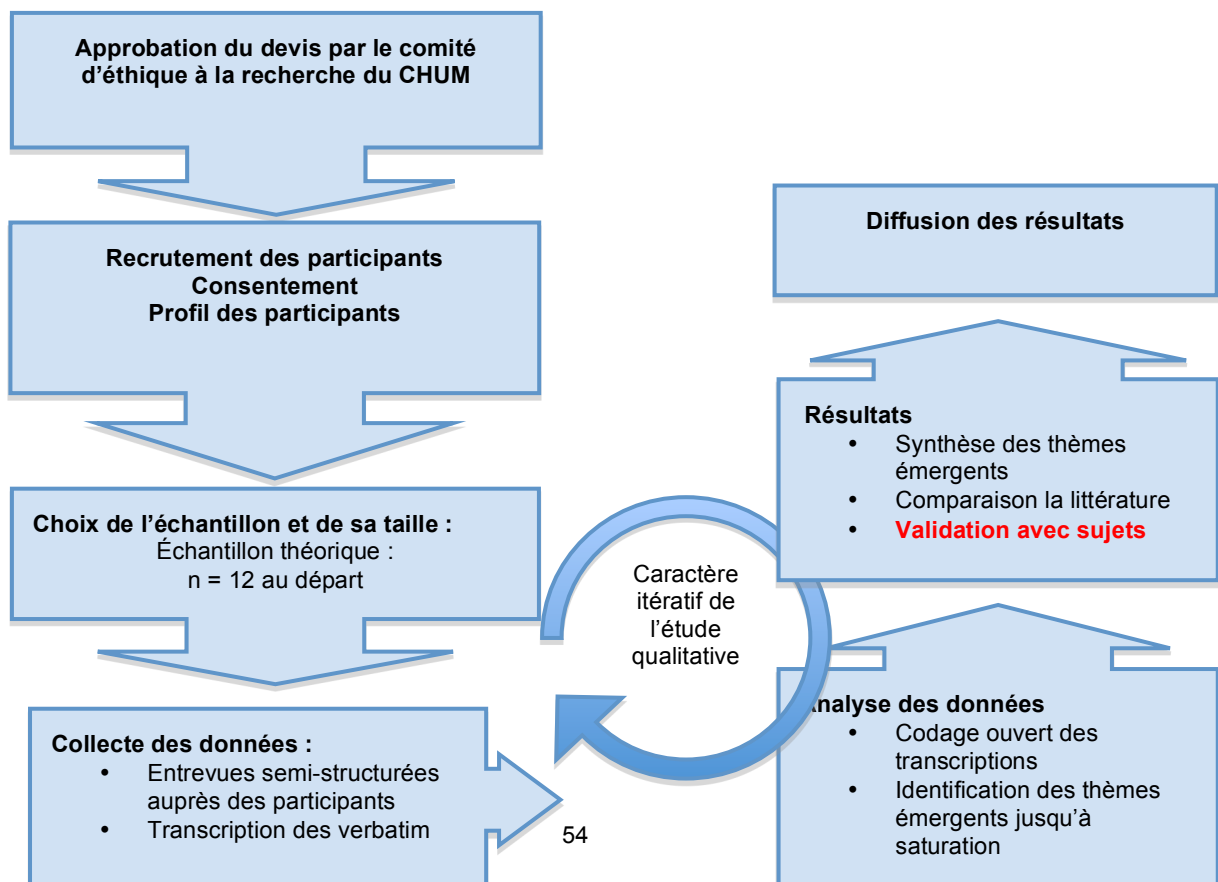 Approbation du devis par le comité
d'éthique à la recherche du CHUM
Recrutement des participants
Consentement
Profil des participants
Choix de l'échantillon et de sa taille :
Échantillon théorique :
n = 12 au départ
Collecte des données :
• Entrevues semi-structurées
auprès des participants
• Transcription des verbatim
54
Caractère
itératif de
l'étude
qualitative
nalyse des données
• Codage ouvert des
transcriptions
• Identification des thèmes
émergents jusqu'à
saturation
Résultats
• Synthèse des thèmes
émergents
• Comparaison la littérature
• Validation avec sujets
Diffusion des résultats